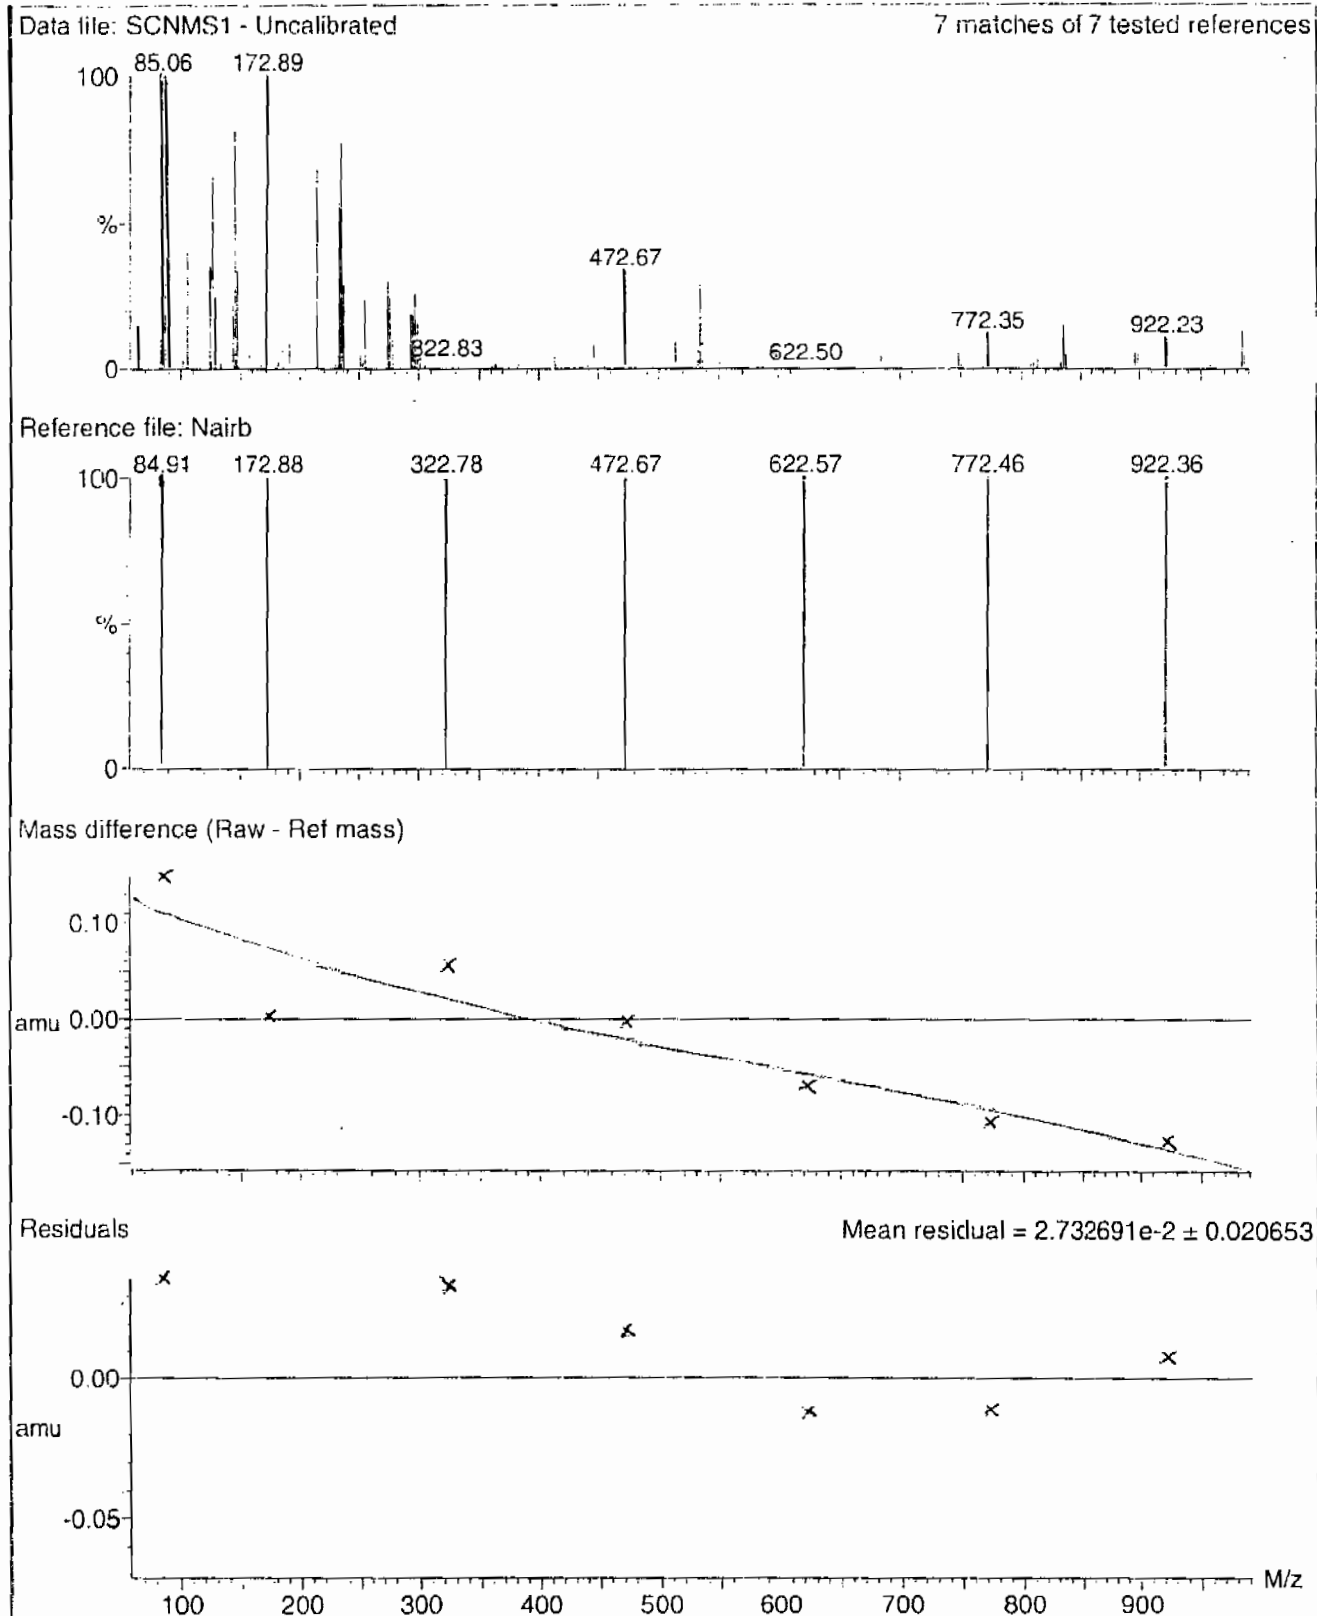 Data file: SCNMS1 - Uncalibrated 7 matches of 7 tested references
85.06 172.89
100
%
472.67
772.35 922.23
322.83 622.50
0
Reference file: Nairb
84.91 172.88 322.78 472.67 622.57 772.46 922.36
100
%
0
Mass difference (Raw - Ref mass)
0.10
amu 0.00
-0.10
Residuals Mean residual = 2.732691e-2 ± 0.020653
0.00
amu
-0.05
M/z
100 200 300 400 500 600 700 800 900